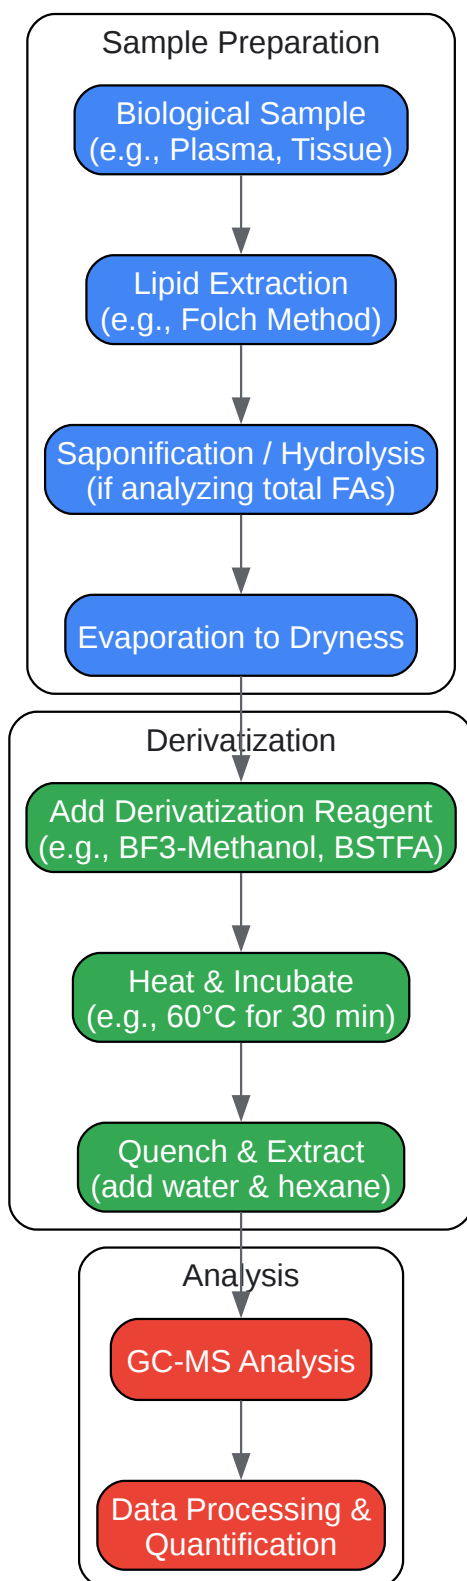 Sample Preparation
Biological Sample
(e.g., Plasma, Tissue)
Lipid Extraction
(e.g., Folch Method)
Saponification / Hydrolysis
(if analyzing total FAs)
Evaporation to Dryness
Derivatization
Add Derivatization Reagent
(e.g., BF3-Methanol, BSTFA)
Heat & Incubate
(e.g., 60°C for 30 min)
Quench & Extract
(add water & hexane)
Analysis
GC-MS Analysis
Data Processing &
Quantification